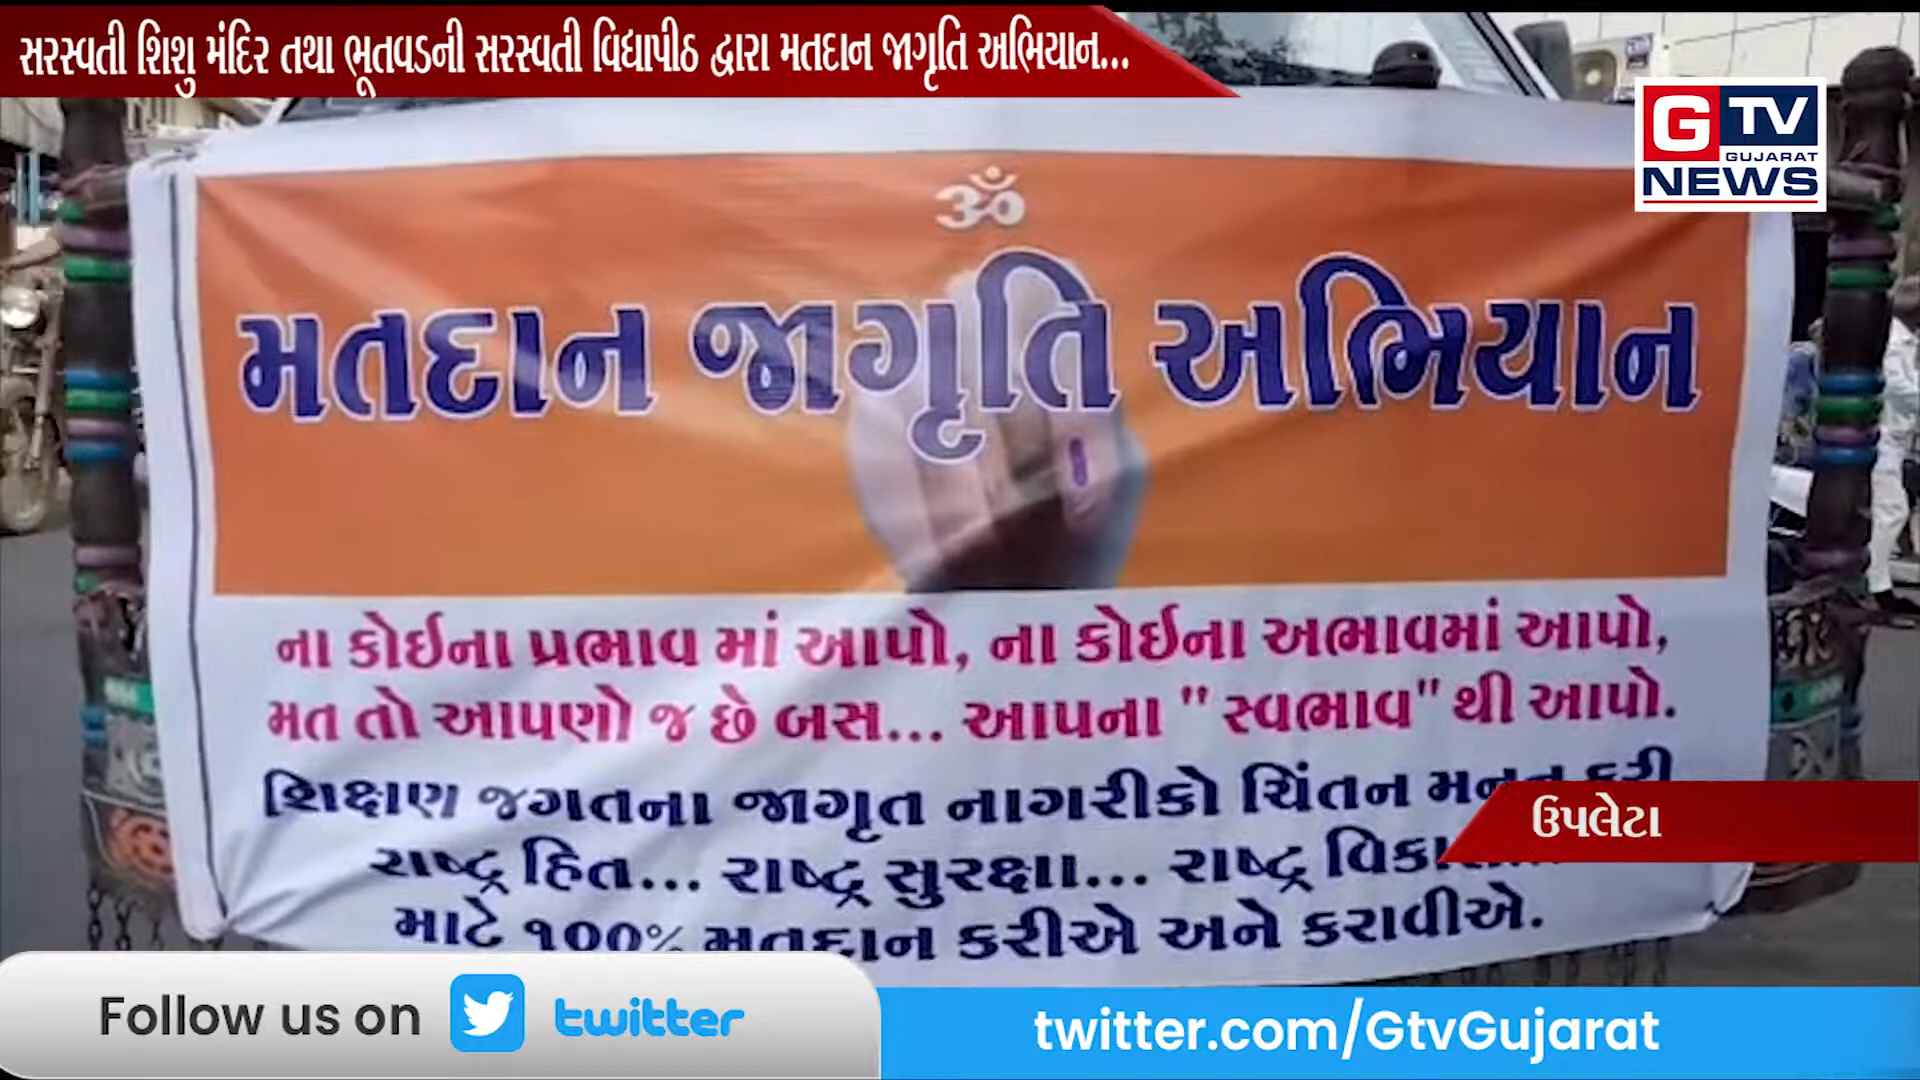 સરસ્વતી શિશુ મંદિર તથા ભૂતવડની સરસ્વતી વિદ્યાપીઠ દ્વારા મતદાન જાગૃતિ અભિયાન...
G TV
GUJARAT
NEWS
ૐ
મતદાન જાગૃતિ અભિયાન
ના કોઈના પ્રભાવ માં આપો, ના કોઈના અભાવમાં આપો,
મત તો આપણો જ છે બસ... આપના "સ્વભાવ" થી આપો.
શિક્ષણ જગતના જાગૃત નાગરીકો ચિંતન મનન કરી
ઉપલેટા
રાષ્ટ્ર હિત... રાષ્ટ્ર સુરક્ષા... રાષ્ટ્ર
માટે ૧૦૦% મતદાન કરીએ અને કરાવીએ.
Follow us on twitter
twitter.com/GtvGujarat